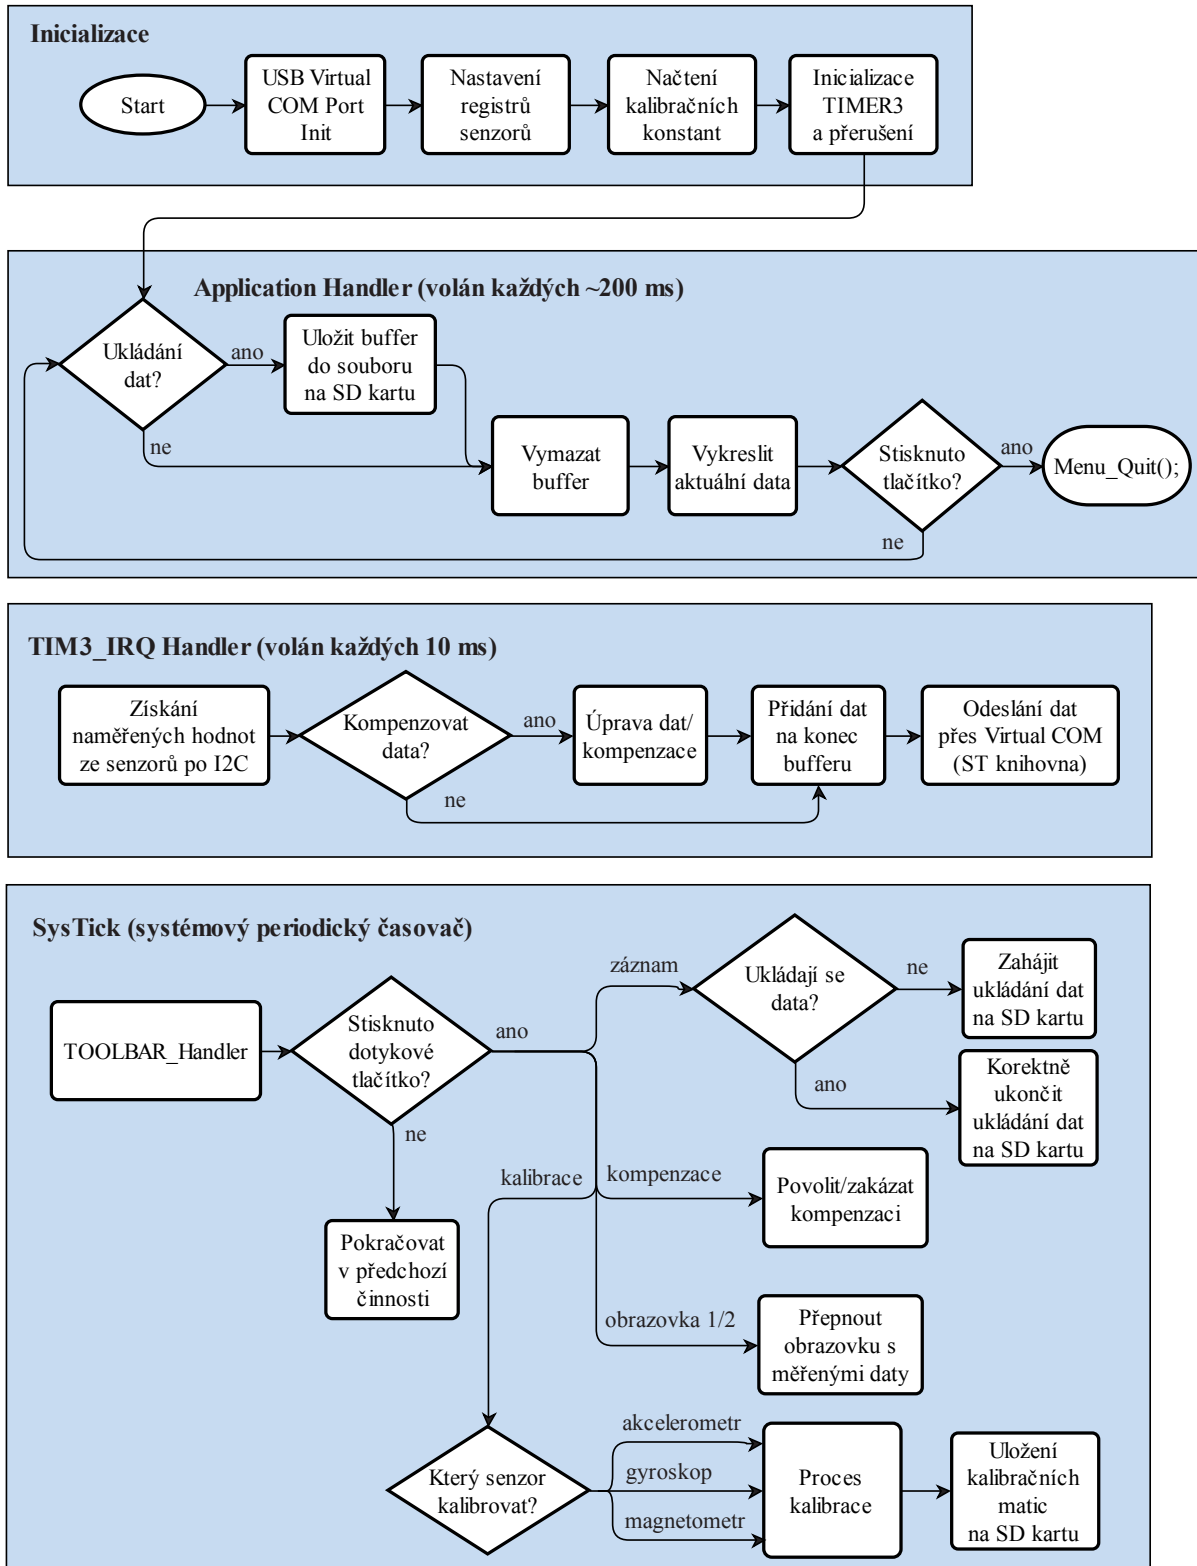 Inicializace
Start
USB Virtual
COM Port
Init
Nastavení
registrů
senzorů
Načtení
kalibračních
konstant
Inicializace
TIMER3
a přerušení
Application Handler (volán každých ~200 ms)
Ukládání
dat?
ano
ne
Uložit buffer
do souboru
na SD kartu
Vymazat
buffer
Vykreslit
aktuální data
Stisknuto
tlačítko?
ano
ne
Menu_Quit();
TIM3_IRQ Handler (volán každých 10 ms)
Získání
naměřených hodnot
ze senzorů po I2C
Kompenzovat
data?
ano
ne
Úprava dat/
kompenzace
Přidání dat
na konec
bufferu
Odeslání dat
přes Virtual COM
(ST knihovna)
SysTick (systémový periodický časovač)
TOOLBAR_Handler
Stisknuto
dotykové
tlačítko?
ano
ne
Pokračovat
v předchozí
činnosti
záznam
Ukládají se
data?
ne
Zahájit
ukládání dat
na SD kartu
ano
Korektně
ukončit
ukládání dat
na SD kartu
kalibrace
kompenzace
Povolit/zakázat
kompenzaci
obrazovka 1/2
Přepnout
obrazovku s
měřenými daty
Který senzor
kalibrovat?
akcelerometr
gyroskop
magnetometr
Proces
kalibrace
Uložení
kalibračních
matic
na SD kartu